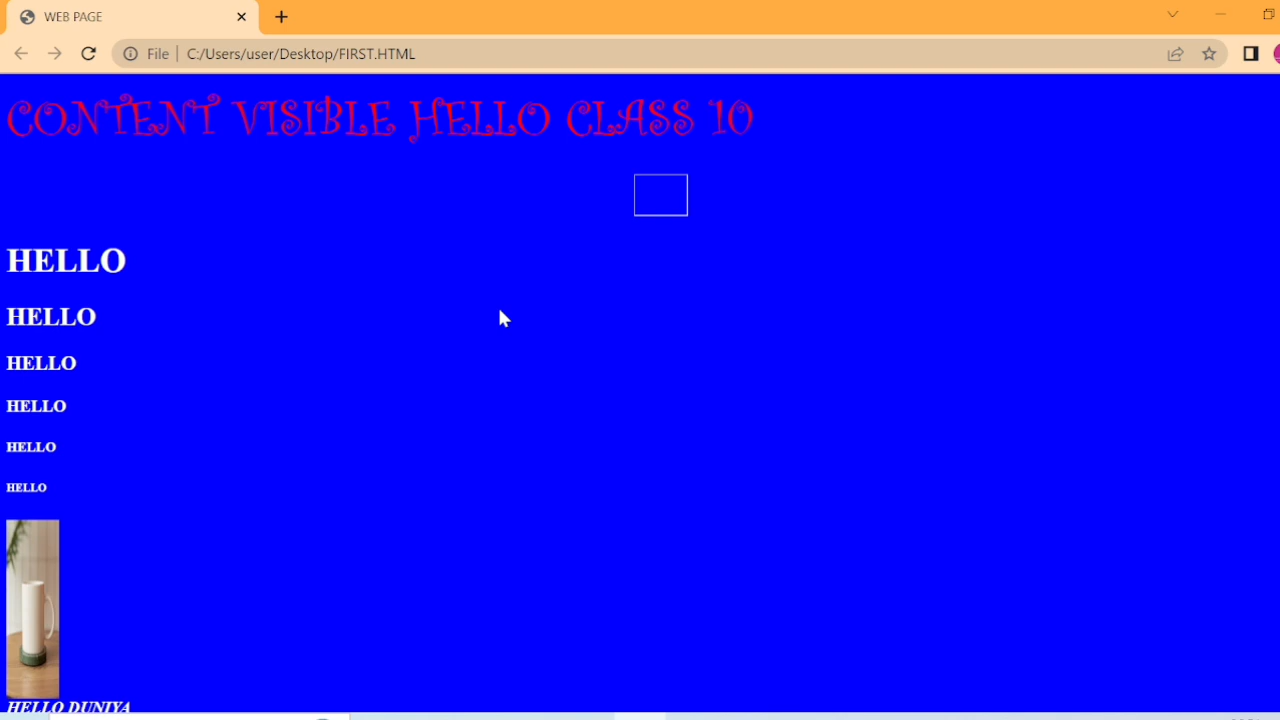 WEB PAGE
File C:/Users/user/Desktop/FIRST.HTML
CONTENT VISIBLE HELLO CLASS 10
HELLO
HELLO
HELLO
HELLO
HELLO
HELLO
HELLO DUNIYA